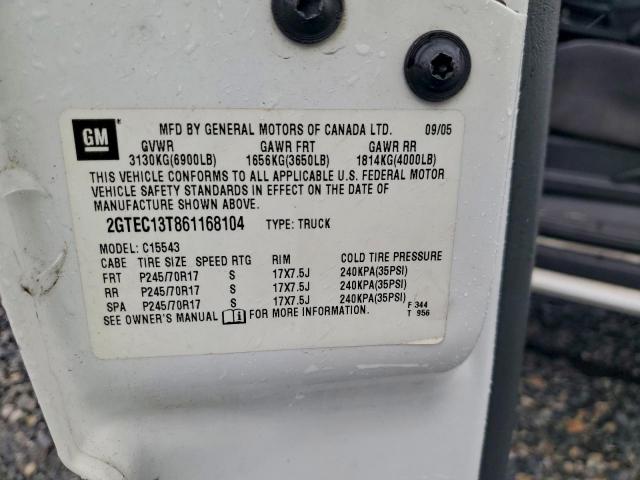 GM MFD BY GENERAL MOTORS OF CANADA LTD. 09/05
GVWR GAWR FRT GAWR RR
3130KG(6900LB) 1656KG(3650LB) 1814KG(4000LB)
THIS VEHICLE CONFORMS TO ALL APPLICABLE U.S. FEDERAL MOTOR
VEHICLE SAFETY STANDARDS IN EFFECT ON THE DATE OF
MANUFACTURE SHOWN ABOVE.
2GTEC13T861168104 TYPE: TRUCK
MODEL: C15543
CABE TIRE SIZE SPEED RTG RIM COLD TIRE PRESSURE
FRT P245/70R17 S 17X7.5J 240KPA(35PSI)
RR P245/70R17 S 17X7.5J 240KPA(35PSI)
SPA P245/70R17 S 17X7.5J 240KPA(35PSI)
SEE OWNER'S MANUAL FOR MORE INFORMATION.
F 344
T 956